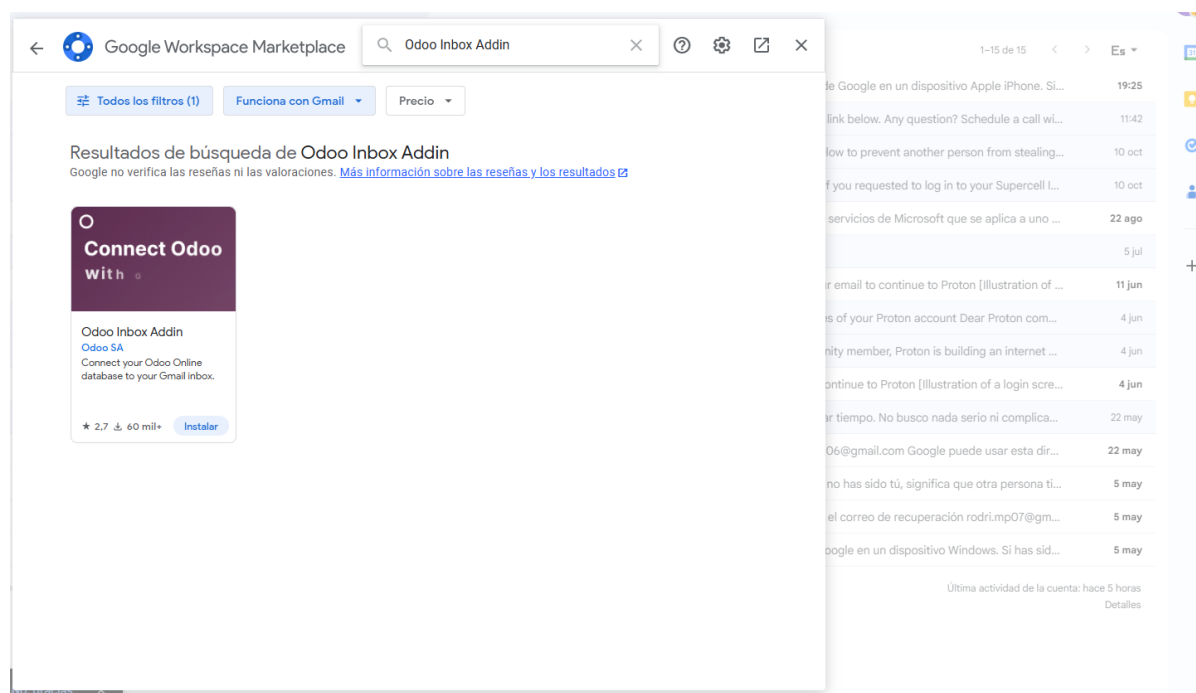 Google Workspace Marketplace
Odoo Inbox Addin
Todos los filtros (1)
Funciona con Gmail
Precio
Resultados de búsqueda de Odoo Inbox Addin
Google no verifica las reseñas ni las valoraciones. Más información sobre las reseñas y los resultados
Connect Odoo
with G
Odoo Inbox Addin
Odoo SA
Connect your Odoo Online
database to your Gmail inbox.
2,7 60 mil+ Instalar
1–15 de 15 Es
de Google en un dispositivo Apple iPhone. Si... 19:25
link below. Any question? Schedule a call wi... 11:42
low to prevent another person from stealing... 10 oct
f you requested to log in to your Supercell I... 10 oct
servicios de Microsoft que se aplica a uno ... 22 ago
5 jul
r email to continue to Proton [Illustration of ... 11 jun
es of your Proton account Dear Proton com... 4 jun
nity member, Proton is building an internet ... 4 jun
ontinue to Proton [Illustration of a login scre... 4 jun
ar tiempo. No busco nada serio ni complica... 22 may
06@gmail.com Google puede usar esta dir... 22 may
no has sido tú, significa que otra persona ti... 5 may
el correo de recuperación rodri.mp07@gm... 5 may
oogle en un dispositivo Windows. Si has sid... 5 may
Última actividad de la cuenta: hace 5 horas
Detalles